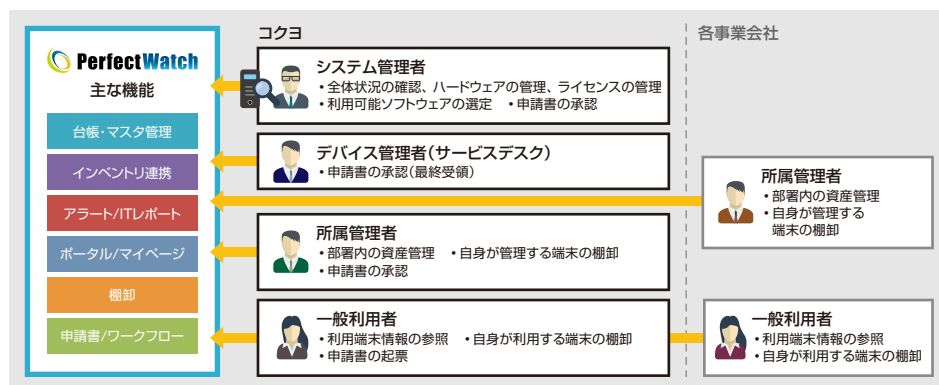 PerfectWatch
主な機能
台帳・マスタ管理
インベントリ連携
アラート/ITレポート
ポータル/マイページ
棚卸
申請書/ワークフロー
コクヨ
システム管理者
・全体状況の確認、ハードウェアの管理、ライセンスの管理
・利用可能ソフトウェアの選定 ・申請書の承認
デバイス管理者(サービスデスク)
・申請書の承認(最終受領)
所属管理者
・部署内の資産管理 ・自身が管理する端末の棚卸
・申請書の承認
一般利用者
・利用端末情報の参照 ・自身が利用する端末の棚卸
・申請書の起票
各事業会社
所属管理者
・部署内の資産管理
・自身が管理する
端末の棚卸
一般利用者
・利用端末情報の参照
・自身が利用する端末の棚卸